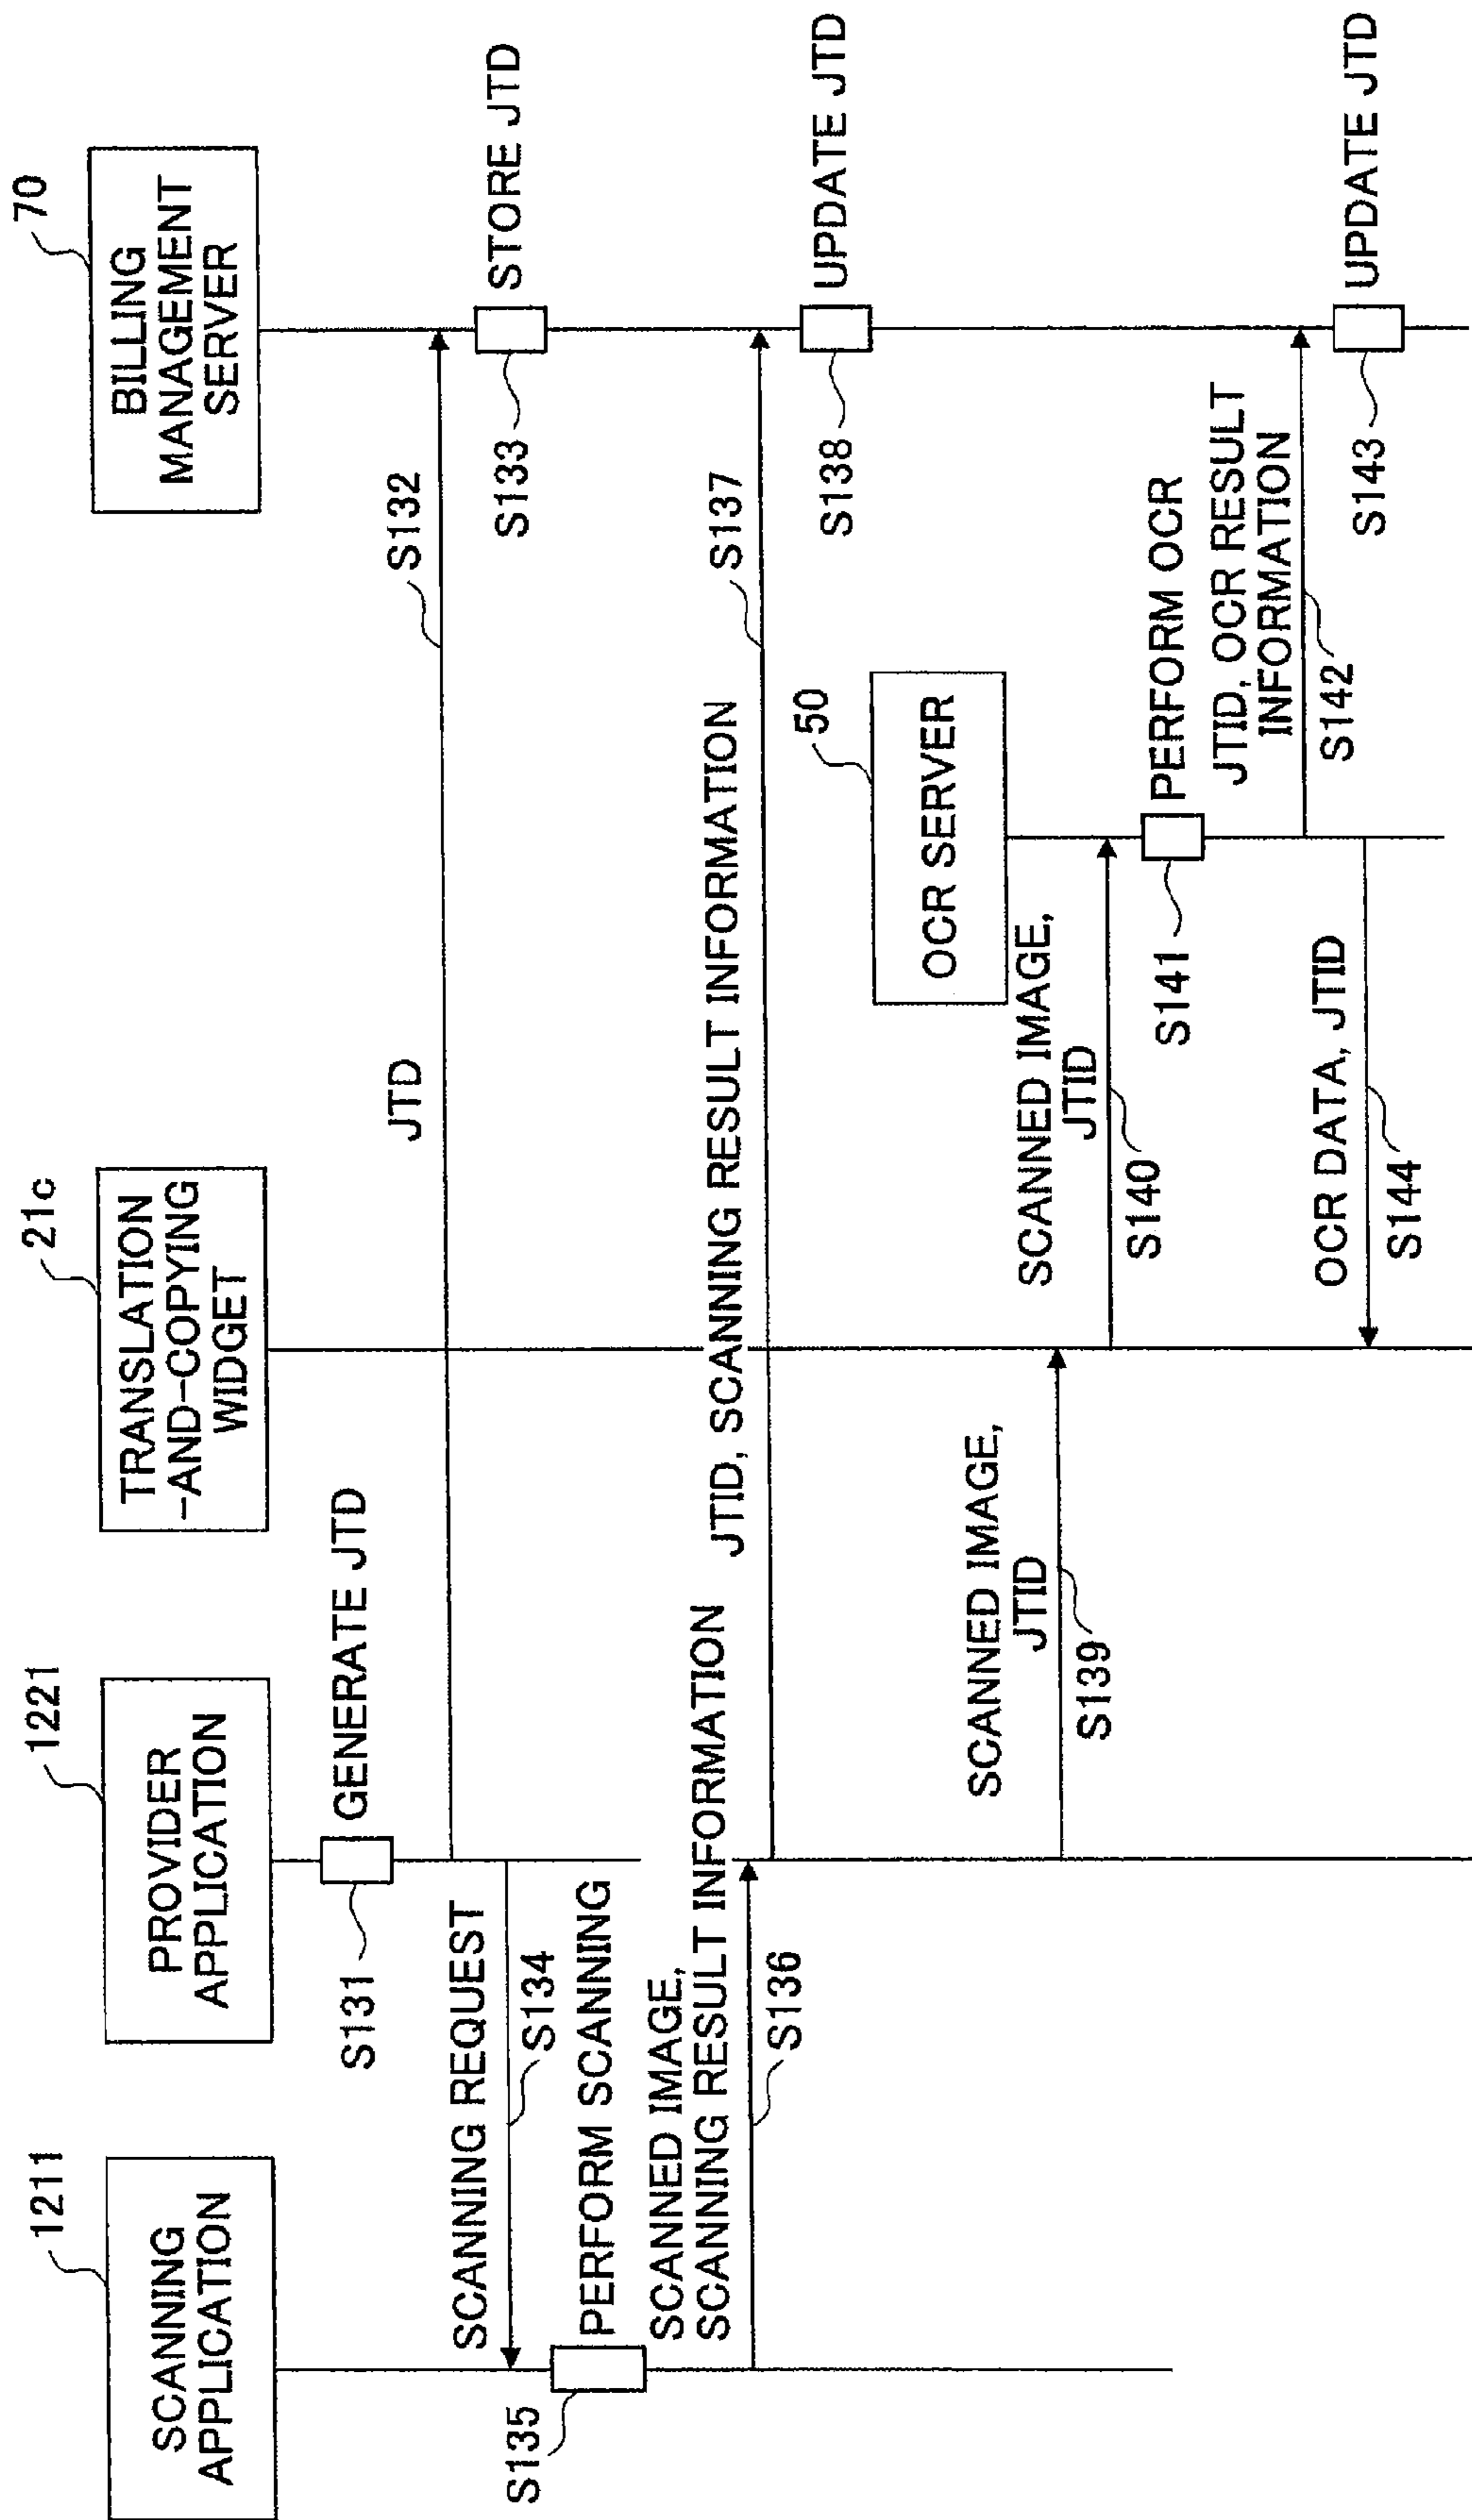 1211
SCANNING
APPLICATION
1221
PROVIDER
APPLICATION
21c
TRANSLATION
-AND-COPYING
WIDGET
70
BILLING
MANAGEMENT
SERVER
S131
GENERATE JTD
JTD
S132
S133
STORE JTD
SCANNING REQUEST
S134
S135
PERFORM SCANNING
SCANNED IMAGE,
SCANNING RESULT INFORMATION
S136
JTID, SCANNING RESULT INFORMATION
S137
S138
UPDATE JTD
50
OCR SERVER
SCANNED IMAGE,
JTID
S139
SCANNED IMAGE,
JTID
S140
S141
PERFORM OCR
JTID, OCR RESULT
INFORMATION
S142
S143
UPDATE JTD
OCR DATA, JTID
S144